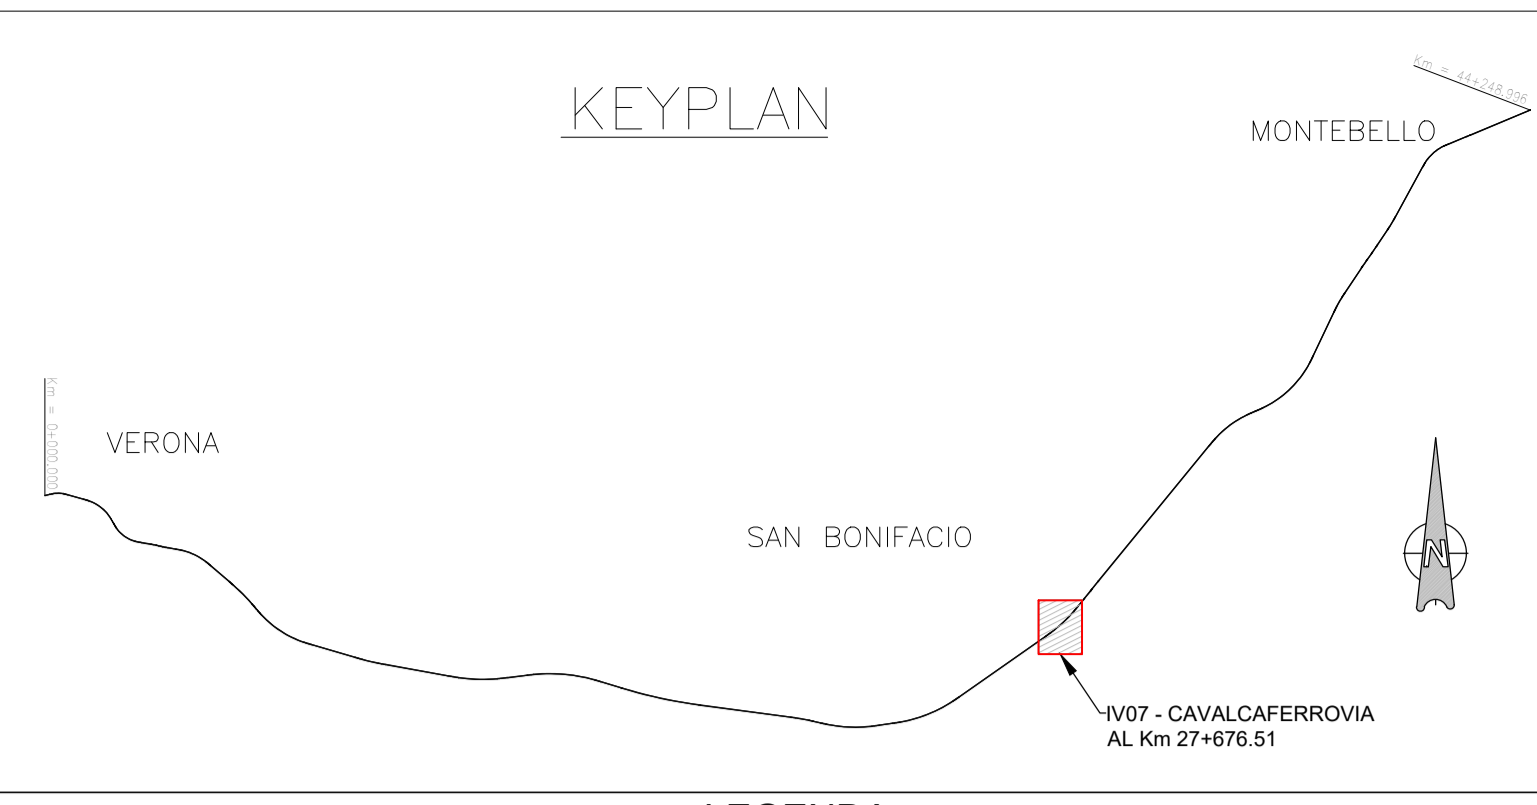 KEYPLAN
Km = 44+248.996
MONTEBELLO
Km = 0+000.000
VERONA
SAN BONIFACIO
N
IV07 - CAVALCAFERROVIA
AL Km 27+676.51